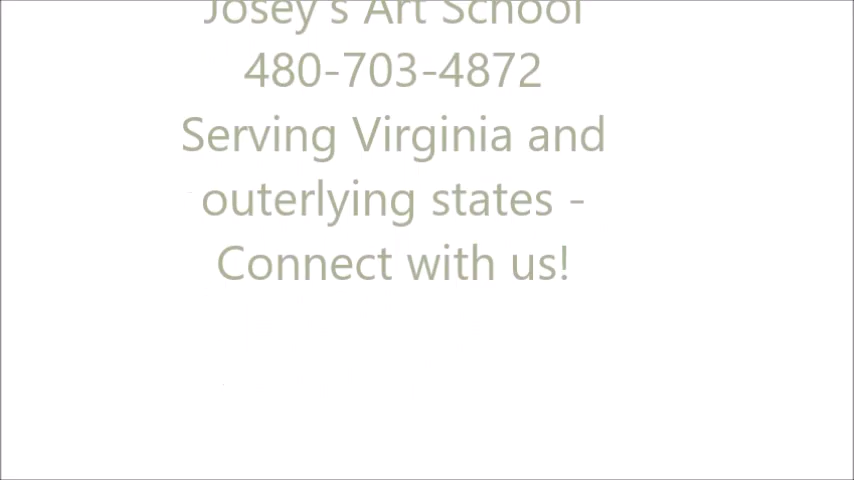 Josey's Art School
480-703-4872
Serving Virginia and
outerlying states -
Connect with us!